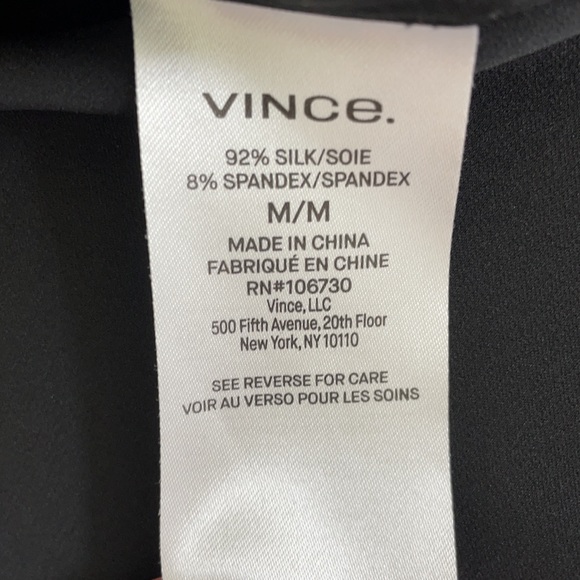 VINCe.
92% SILK/SOIE
8% SPANDEX/SPANDEX
M/M
MADE IN CHINA
FABRIQUÉ EN CHINE
RN#106730
Vince, LLC
500 Fifth Avenue, 20th Floor
New York, NY 10110
SEE REVERSE FOR CARE
VOIR AU VERSO POUR LES SOINS